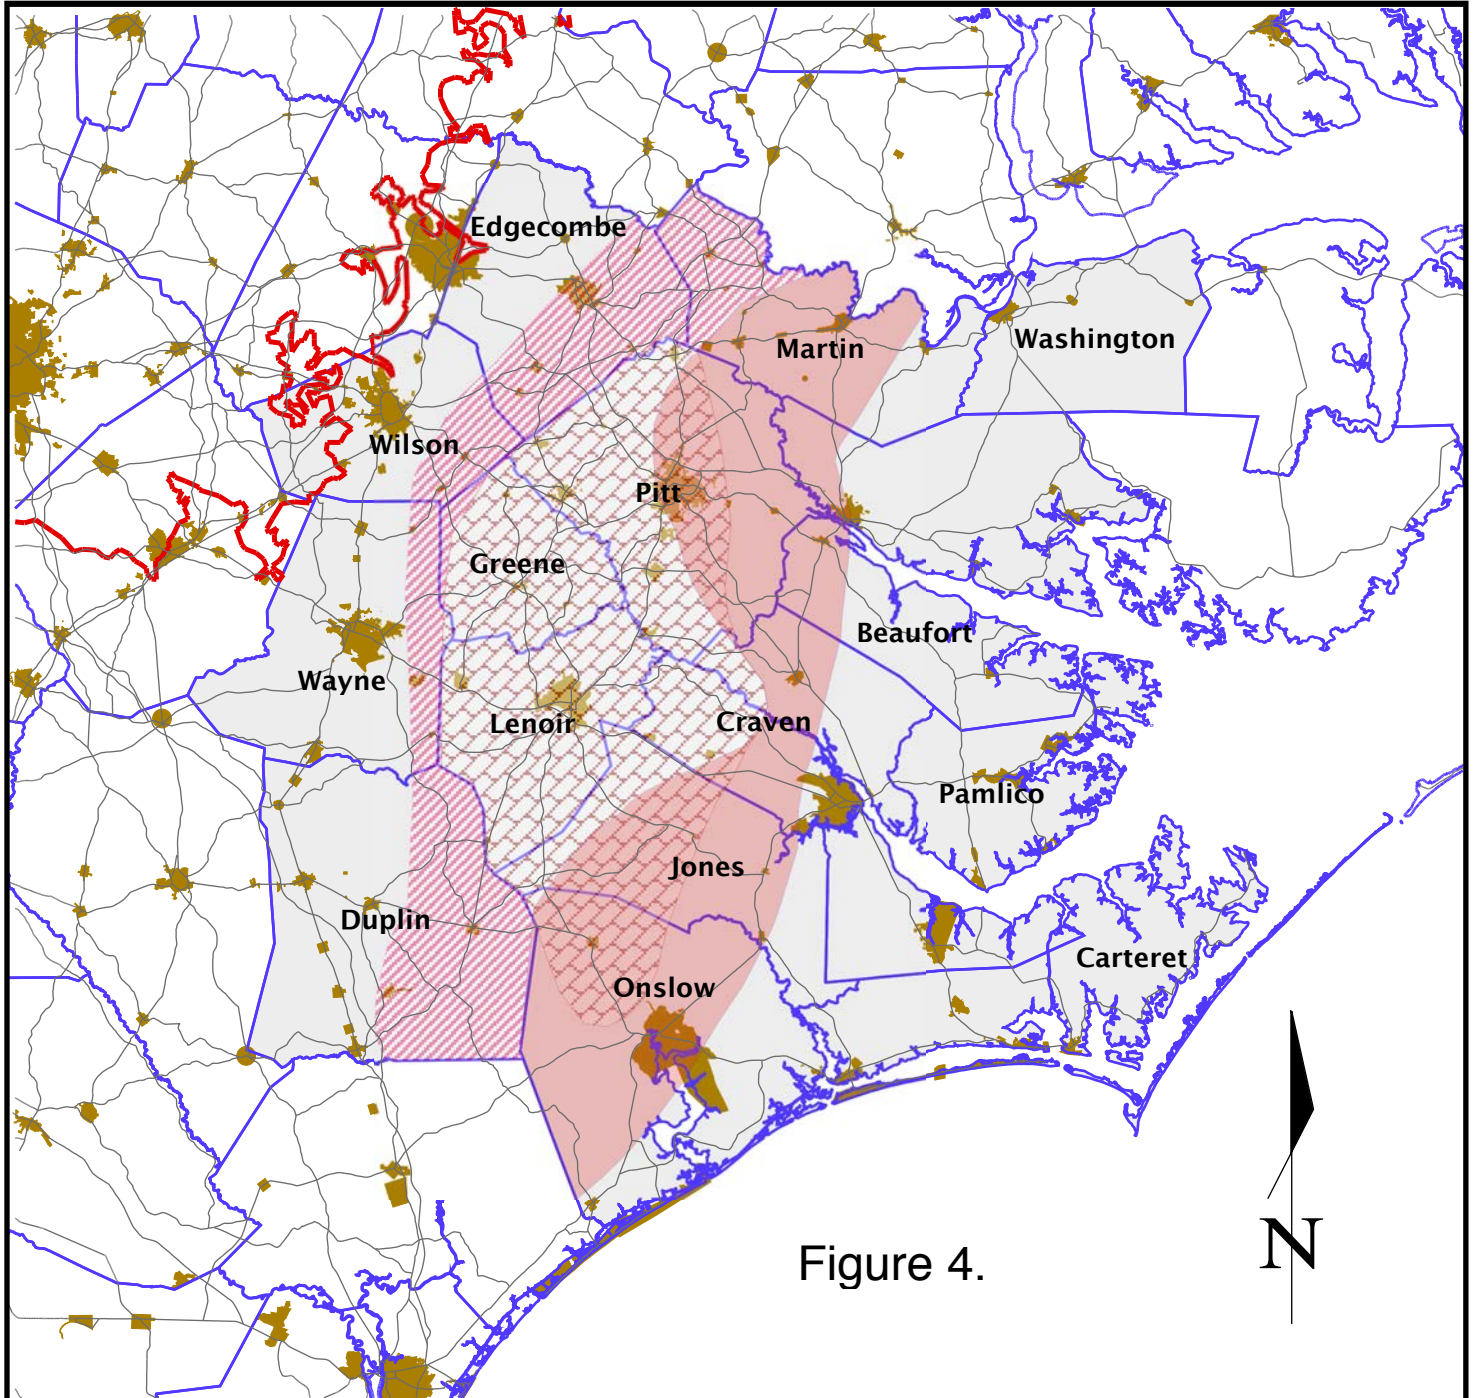 Edgecombe
Washington
Martin
Wilson
Pitt
Greene
Beaufort
Wayne
Lenoir
Craven
Pamlico
Jones
Duplin
Carteret
Onslow
Figure 4.
N